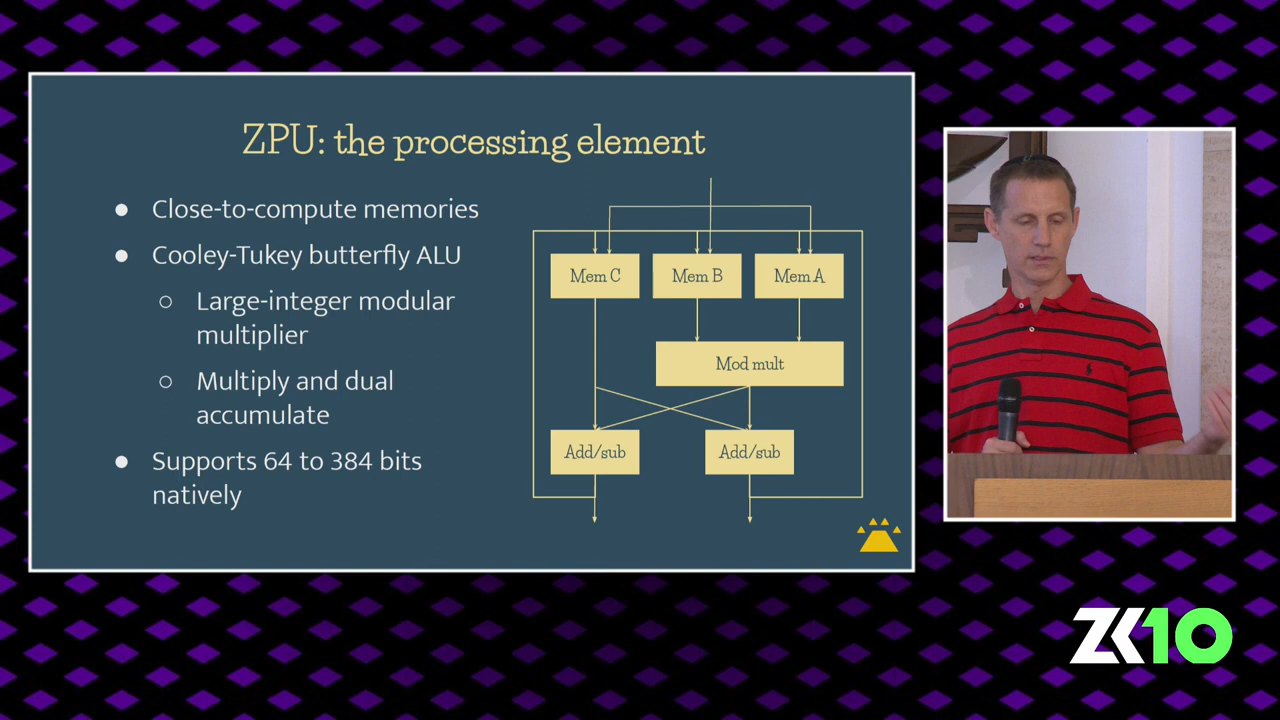 ZPU: the processing element
● Close-to-compute memories
● Cooley-Tukey butterfly ALU
○ Large-integer modular
multiplier
○ Multiply and dual
accumulate
● Supports 64 to 384 bits
natively
Mem C
Mem B
Mem A
Mod mult
Add/sub
Add/sub
ZK10